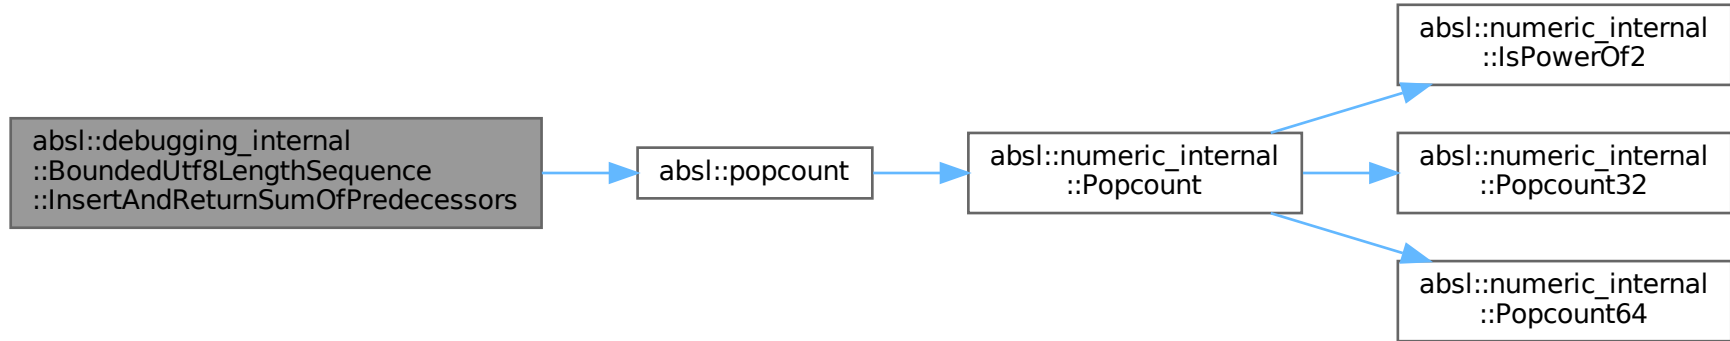 absl::debugging_internal
::BoundedUtf8LengthSequence
::InsertAndReturnSumOfPredecessors
absl::popcount
absl::numeric_internal
::Popcount
absl::numeric_internal
::IsPowerOf2
absl::numeric_internal
::Popcount32
absl::numeric_internal
::Popcount64